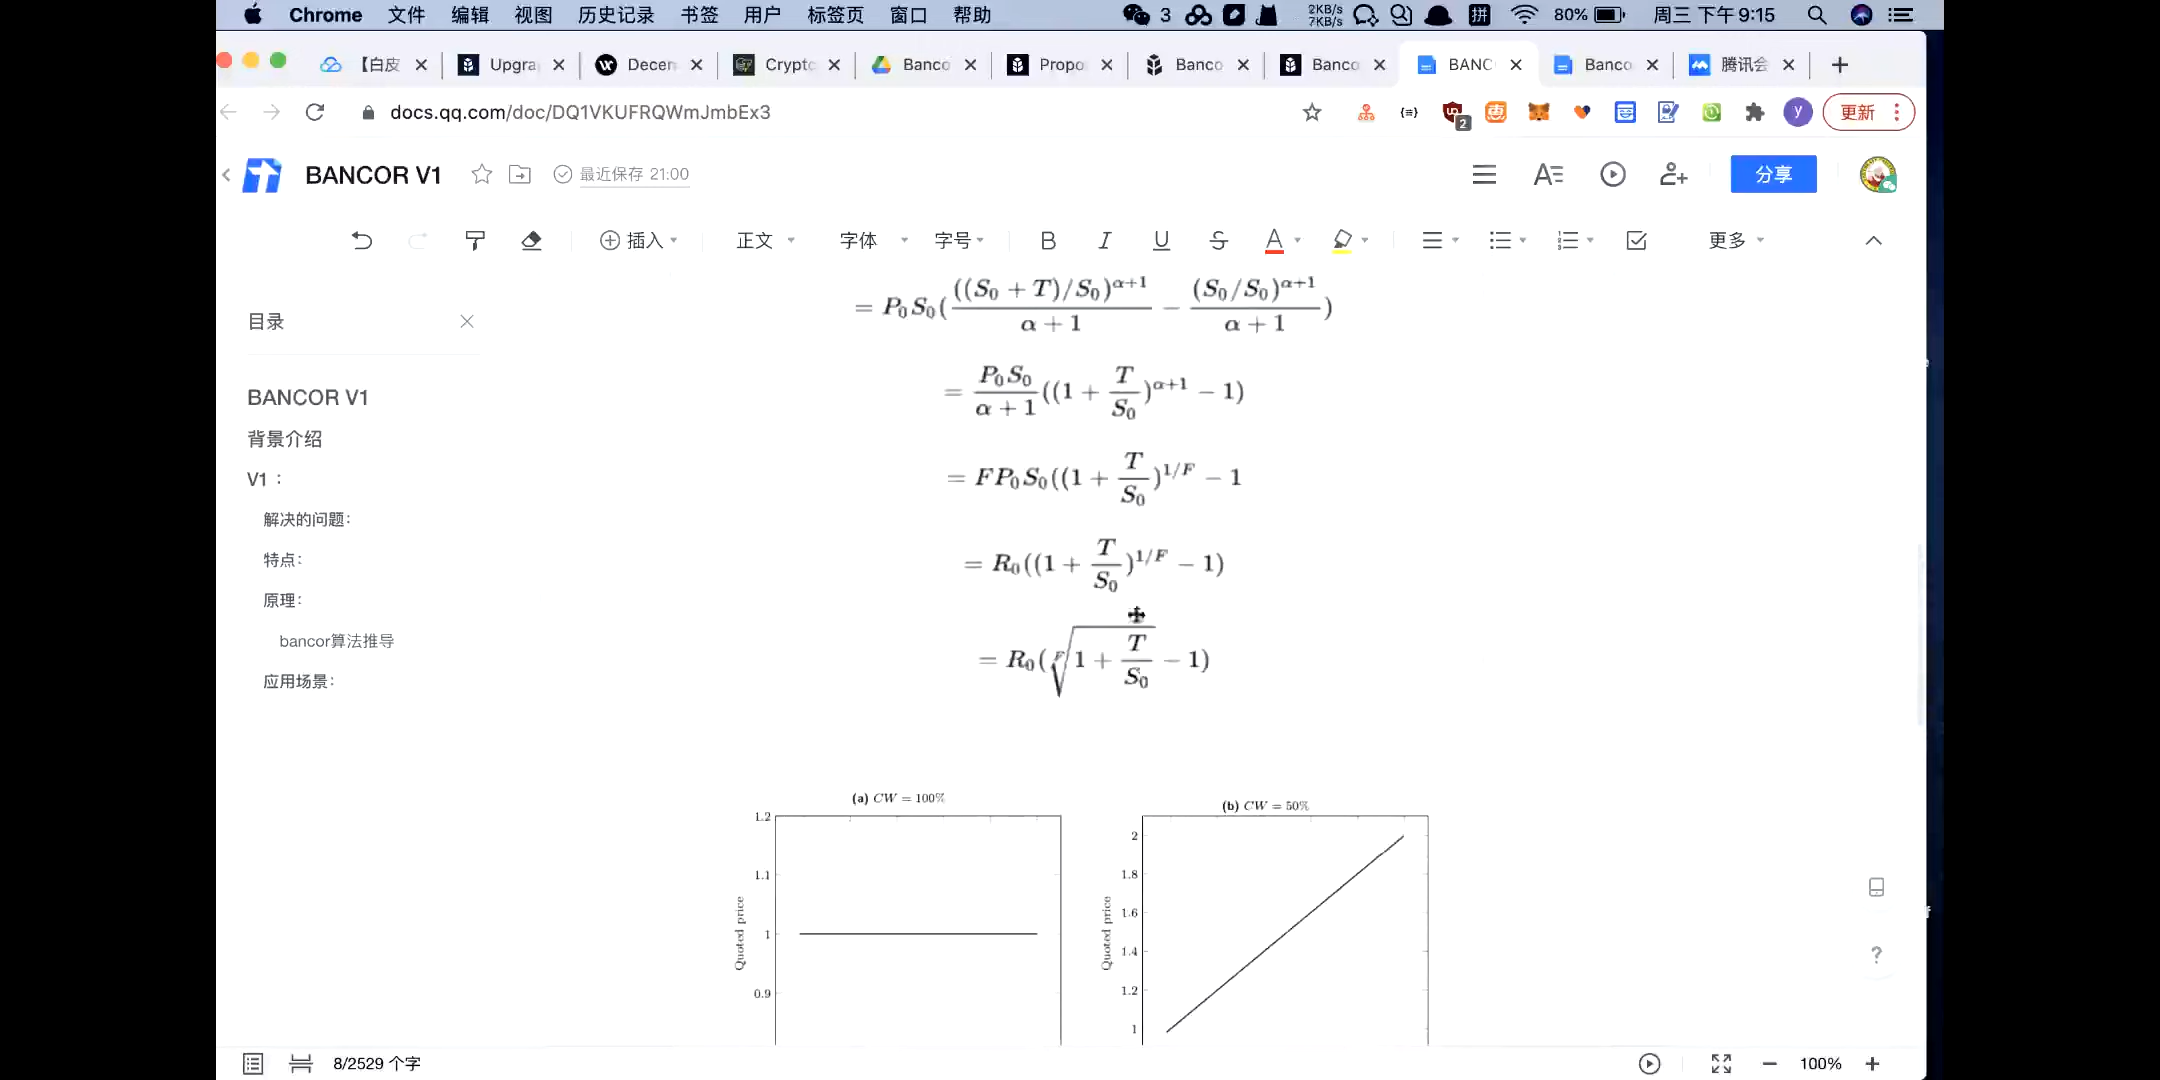 Chrome 文件 编辑 视图 历史记录 书签 用户 标签页 窗口 帮助 3 2KB/s 7KB/s 拼 80% 周三 下午 9:15
【白皮 Upgra Decen Crypto Banco Propo Banco Banco BANC Banco 腾讯会
docs.qq.com/doc/DQ1VKUFRQWmJmbEx3 2 y 更新
BANCOR V1 最近保存 21:00 分享
插入 正文 字体 字号 B I U S A 更多
目录
BANCOR V1
背景介绍
V1 ：
解决的问题：
特点：
原理：
bancor算法推导
应用场景：
= P₀S₀(((S₀ + T)/S₀)^{α+1} / (α + 1) − (S₀/S₀)^{α+1} / (α + 1))
= P₀S₀ / (α + 1) ((1 + T/S₀)^{α+1} − 1)
= FP₀S₀((1 + T/S₀)^{1/F} − 1
= R₀((1 + T/S₀)^{1/F} − 1)
= R₀(\sqrt[F]{1 + T/S₀} − 1)
(a) CW = 100%
1.2
1.1
1
0.9
Quoted price
(b) CW = 50%
2
1.8
1.6
1.4
1.2
1
Quoted price
8/2529 个字 100%